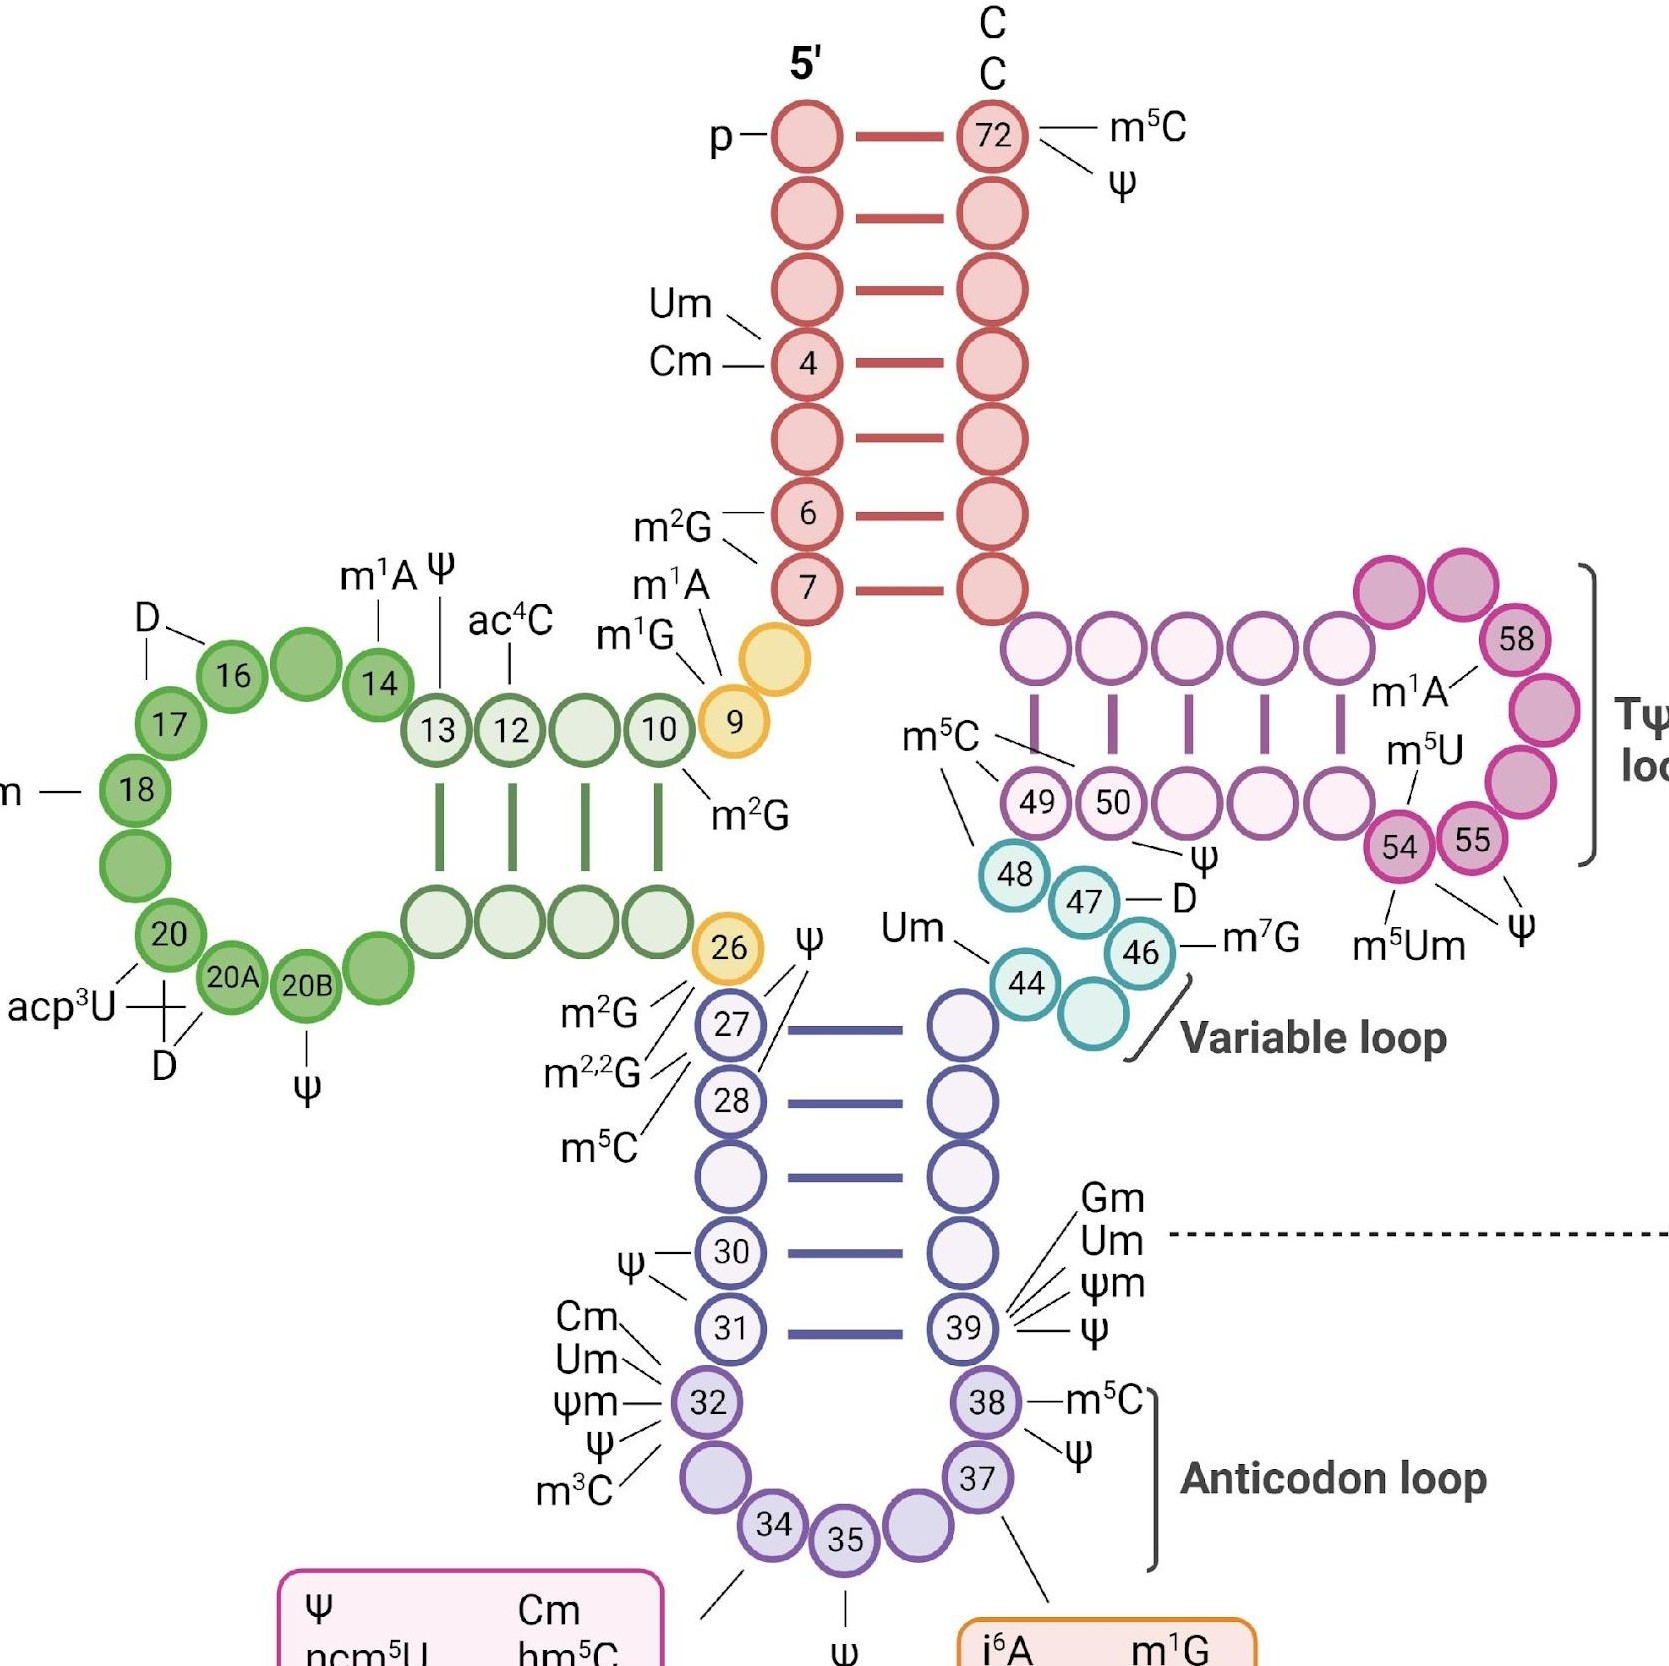 C
5'
C
p
72
m⁵C
ψ
Um
Cm
4
m²G
6
7
m¹A
m¹G
9
m¹A
ψ
ac⁴C
D
16
14
17
13
12
10
m²G
m
18
20
20A
20B
acp³U
D
ψ
58
m¹A
Tψ
m⁵C
m⁵U
49
50
54
55
ψ
ψ
m⁵Um
48
47
D
Um
46
m⁷G
44
Variable loop
26
ψ
m²G
27
m²,²G
28
m⁵C
Gm
Um
ψm
ψ
30
ψ
31
39
Cm
Um
ψm
ψ
m³C
32
38
m⁵C
ψ
37
Anticodon loop
34
35
ψ
ψ Cm
ncm⁵U hm⁵C
i⁶A m¹G